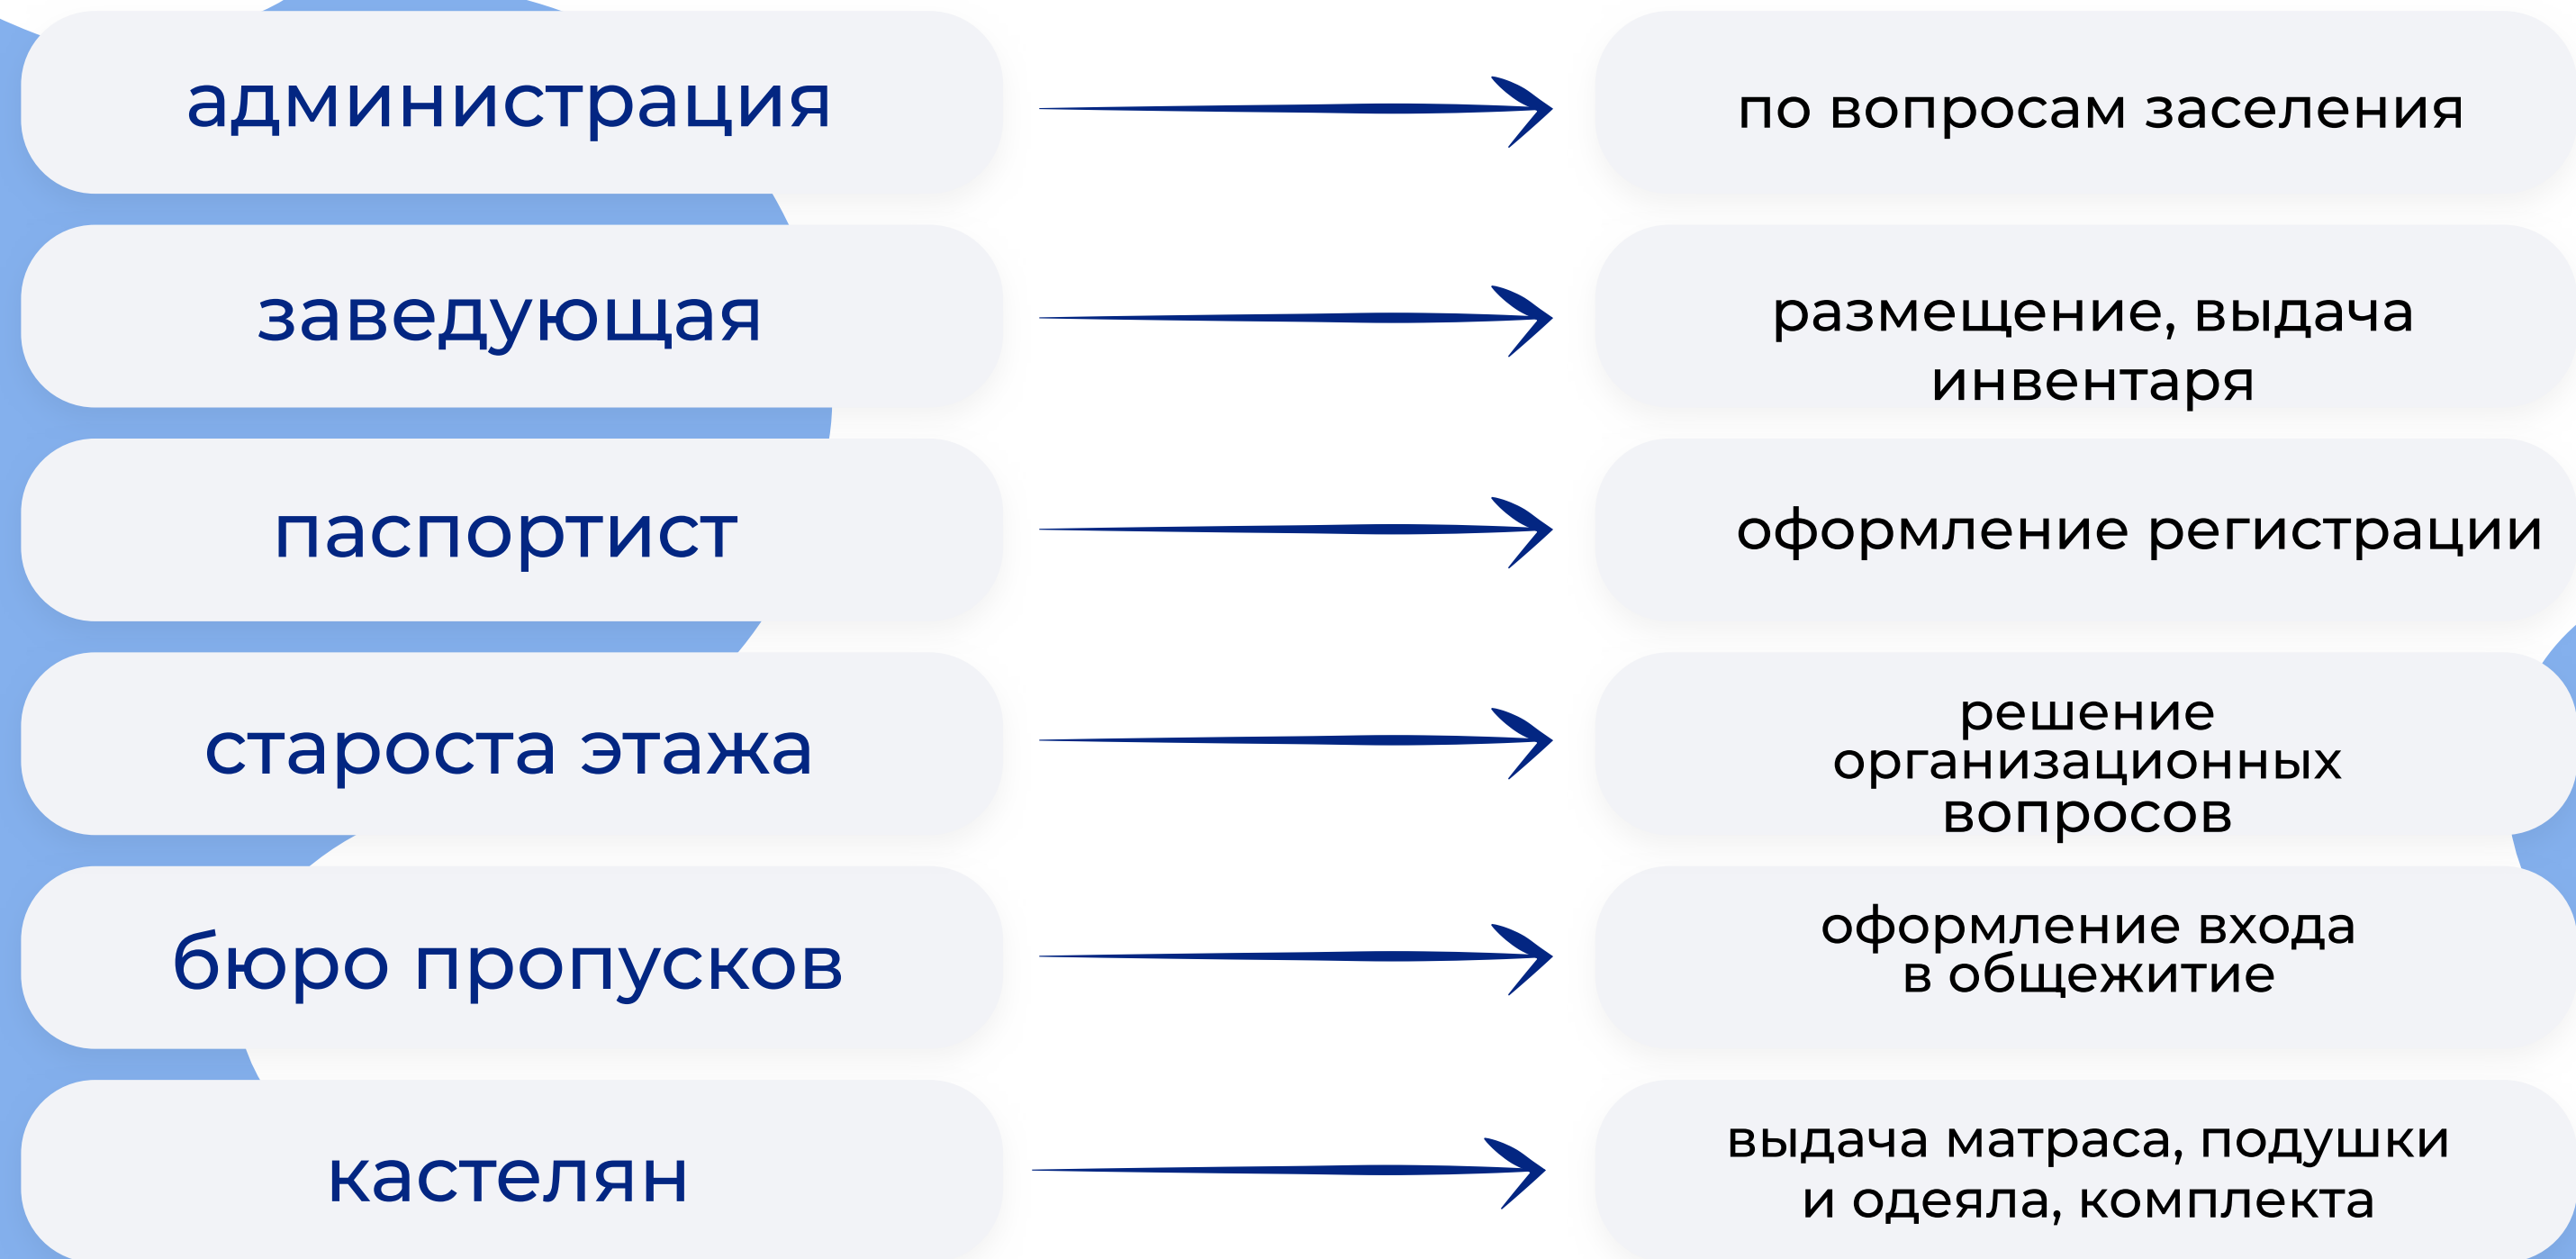 администрация
по вопросам заселения
заведующая
размещение, выдача
инвентаря
паспортист
оформление регистрации
староста этажа
решение
организационных
вопросов
бюро пропусков
оформление входа
в общежитие
кастелян
выдача матраса, подушки
и одеяла, комплекта